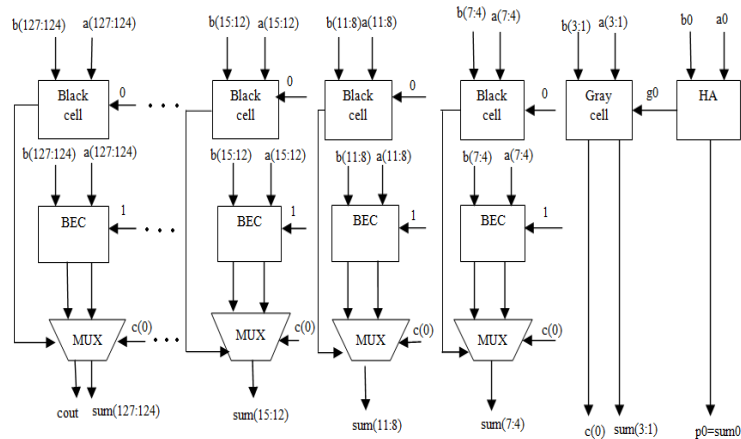 b(127:124) a(127:124) b(15:12) a(15:12) b(11:8)a(11:8) b(7:4) a(7:4) b(3:1) a(3:1) b0 a0
Black cell 0 Black cell 0 Black cell 0 Black cell 0 Gray cell g0 HA
b(127:124) a(127:124) b(15:12) a(15:12) b(11:8) a(11:8) b(7:4) a(7:4)
BEC 1 BEC 1 BEC 1 BEC 1
MUX c(0) MUX c(0) MUX c(0) MUX c(0)
cout sum(127:124) sum(15:12) sum(11:8) sum(7:4) c(0) sum(3:1) p0=sum0